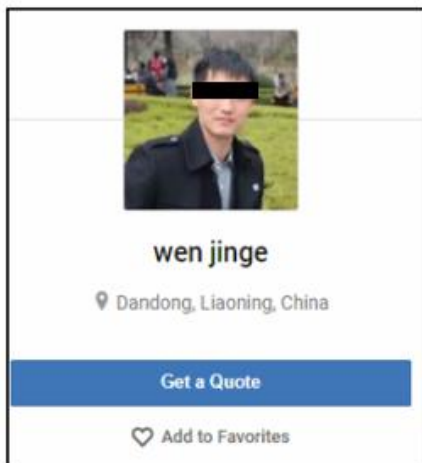 wen jinge
Dandong, Liaoning, China
Get a Quote
Add to Favorites